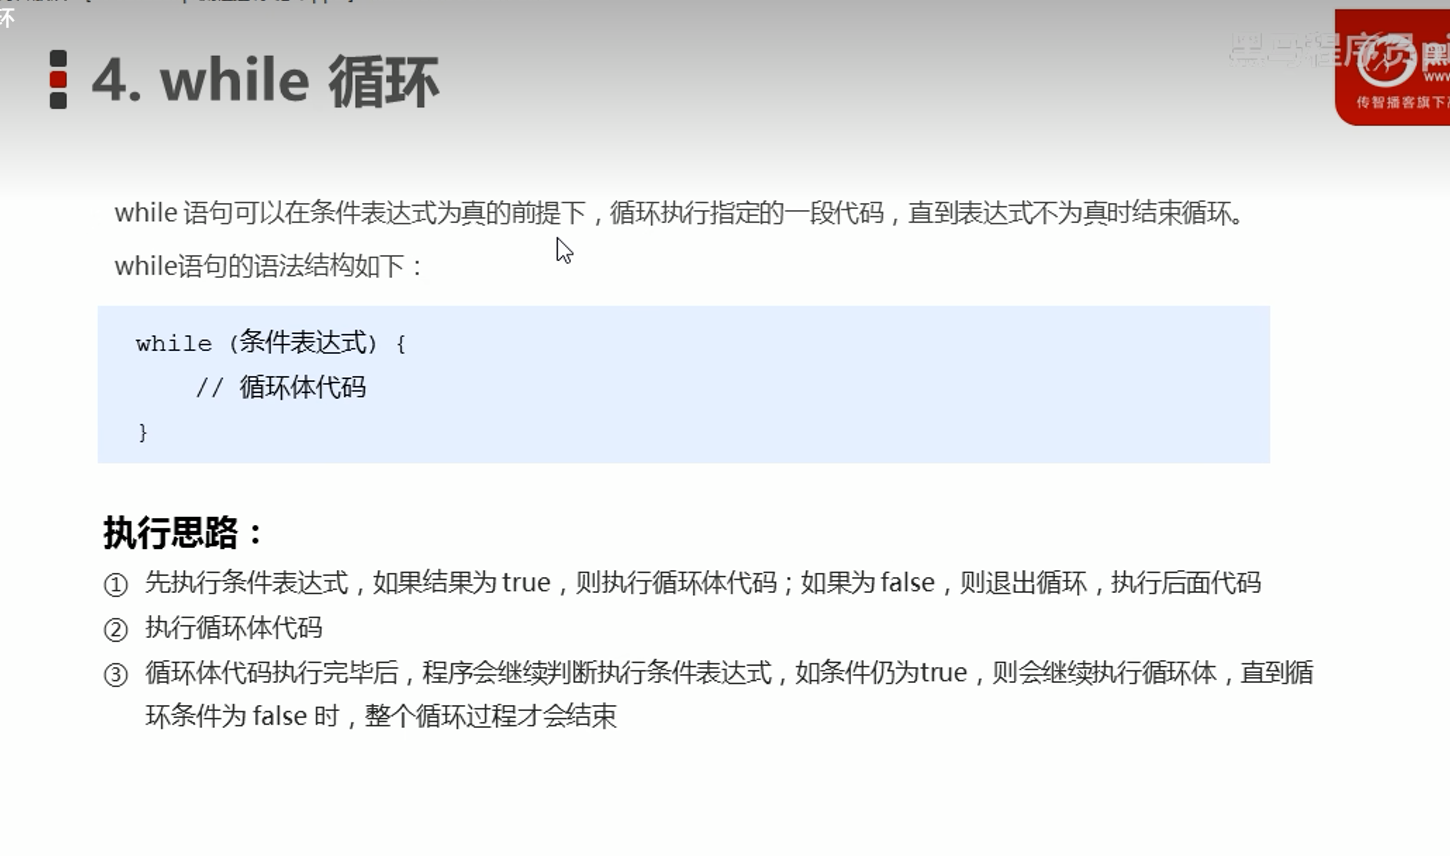 环
4. while 循环
黑马程序员
传智播客旗下
while 语句可以在条件表达式为真的前提下，循环执行指定的一段代码，直到表达式不为真时结束循环。
while语句的语法结构如下：
while (条件表达式) {
// 循环体代码
}
执行思路：
① 先执行条件表达式，如果结果为 true，则执行循环体代码；如果为 false，则退出循环，执行后面代码
② 执行循环体代码
③ 循环体代码执行完毕后，程序会继续判断执行条件表达式，如条件仍为true，则会继续执行循环体，直到循
环条件为 false 时，整个循环过程才会结束